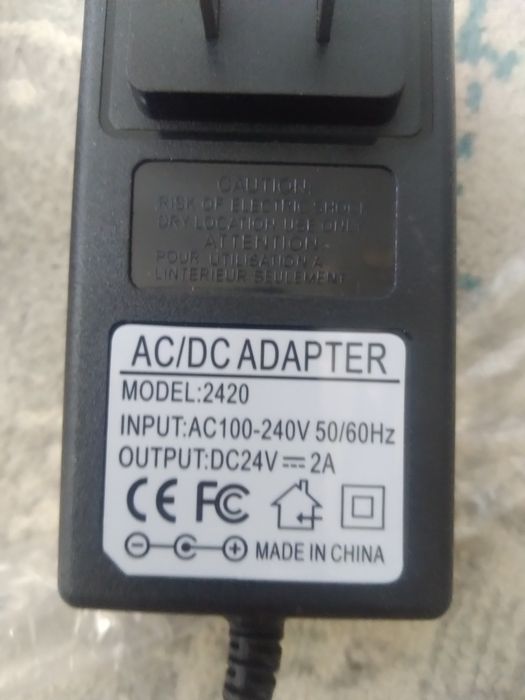 CAUTION:
RISK OF ELECTRIC SHOCK
DRY LOCATION USE ONLY
ATTENTION:
POUR UTILISATION A
L'INTERIEUR SEULEMENT
AC/DC ADAPTER
MODEL:2420
INPUT:AC100-240V 50/60Hz
OUTPUT:DC24V ⎓ 2A
CE FC
MADE IN CHINA